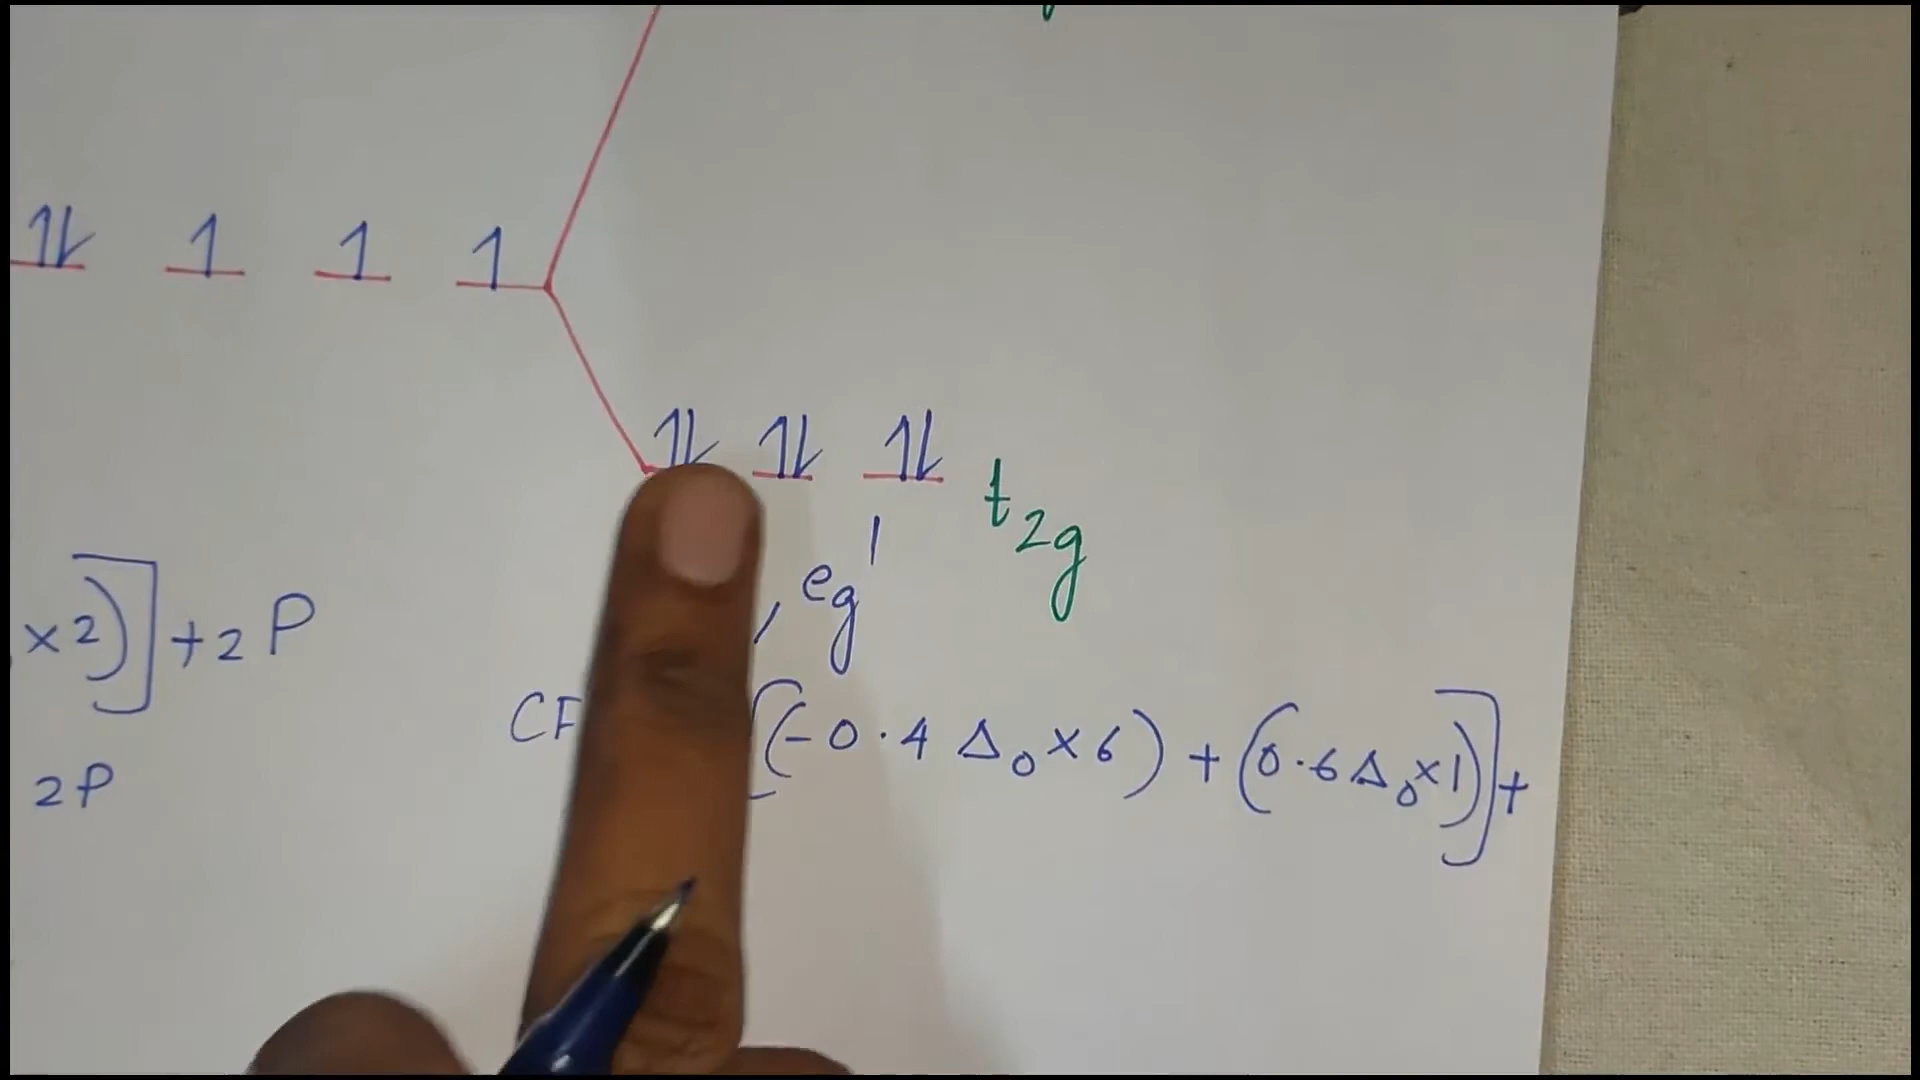 1⇂ 1 1 1
1⇂ 1⇂ 1⇂ t₂g
, eg¹
×2)] + 2P
CF [(-0.4 Δ₀ × 6) + (0.6 Δ₀ × 1)] +
2P